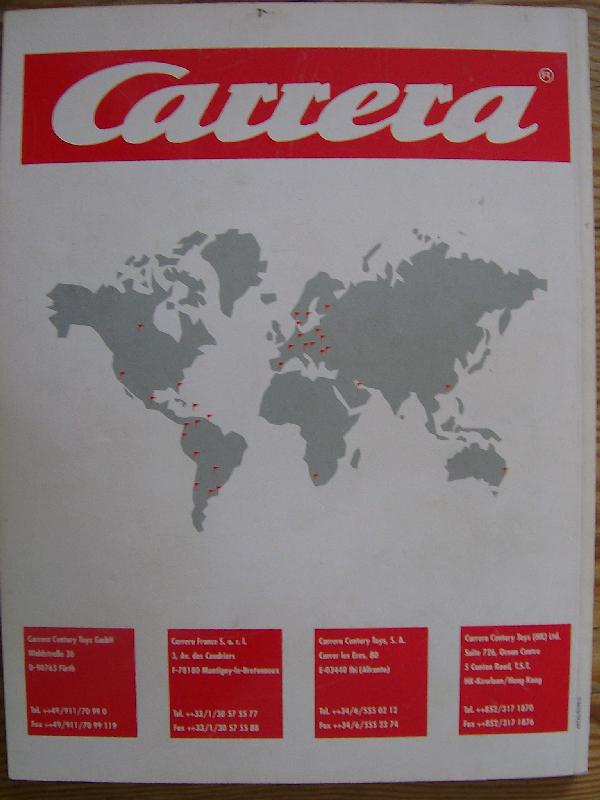 Carrera ®
Carrera Century Toys GmbH
Waldstraße 36
D-90763 Fürth
Tel. ++49/911/70 99 0
Fax ++49/911/70 99 119
Carrera France S. a. r. l.
3, Av. des Coudriers
F-78180 Montigny-le-Bretonneux
Tel. ++33/1/30 57 55 77
Fax ++33/1/30 57 55 88
Carrera Century Toys, S. A.
Carrer les Eres, 80
E-03440 Ibi (Alicante)
Tel. ++34/6/555 02 12
Fax ++34/6/555 23 74
Carrera Century Toys (HK) Ltd.
Suite 726, Ocean Centre
5 Canton Road, T.S.T.
HK-Kowloon/Hong Kong
Tel. ++852/317 1870
Fax ++852/317 1876